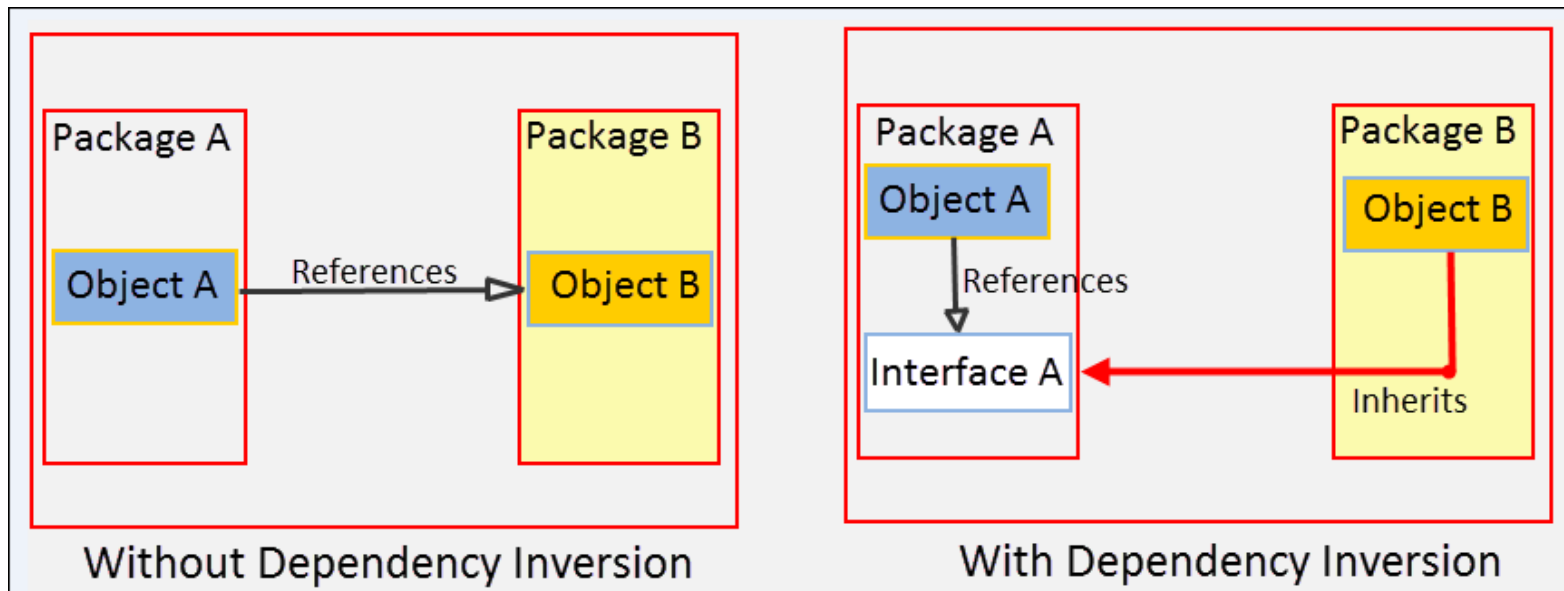 Package A
Package B
Object A
References
Object B
Without Dependency Inversion
Package A
Package B
Object A
Object B
References
Interface A
Inherits
With Dependency Inversion